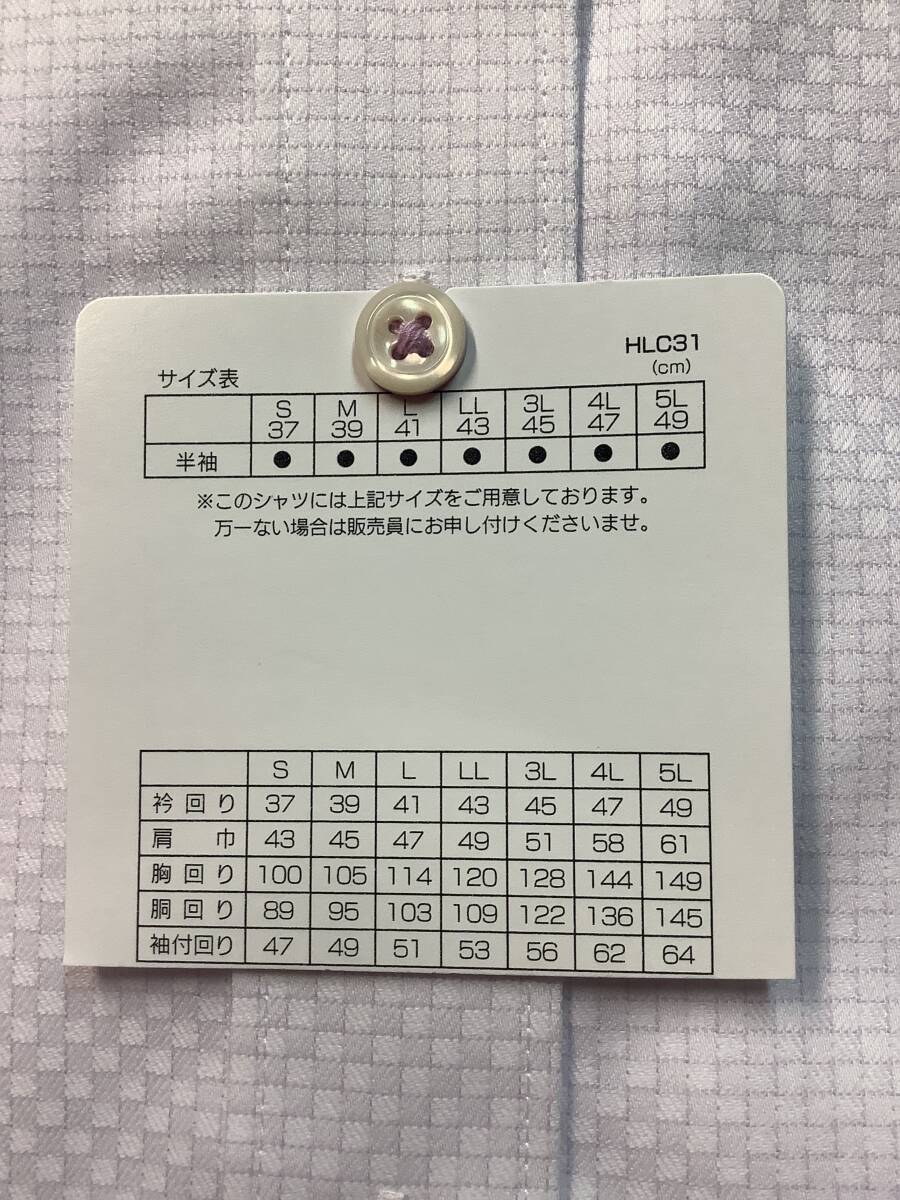 HLC31
サイズ表 (cm)
S M L LL 3L 4L 5L
37 39 41 43 45 47 49
半袖 ● ● ● ● ● ● ●
※このシャツには上記サイズをご用意しております。
万一ない場合は販売員にお申し付けくださいませ。
S M L LL 3L 4L 5L
衿回り 37 39 41 43 45 47 49
肩巾 43 45 47 49 51 58 61
胸回り 100 105 114 120 128 144 149
胴回り 89 95 103 109 122 136 145
袖付回り 47 49 51 53 56 62 64